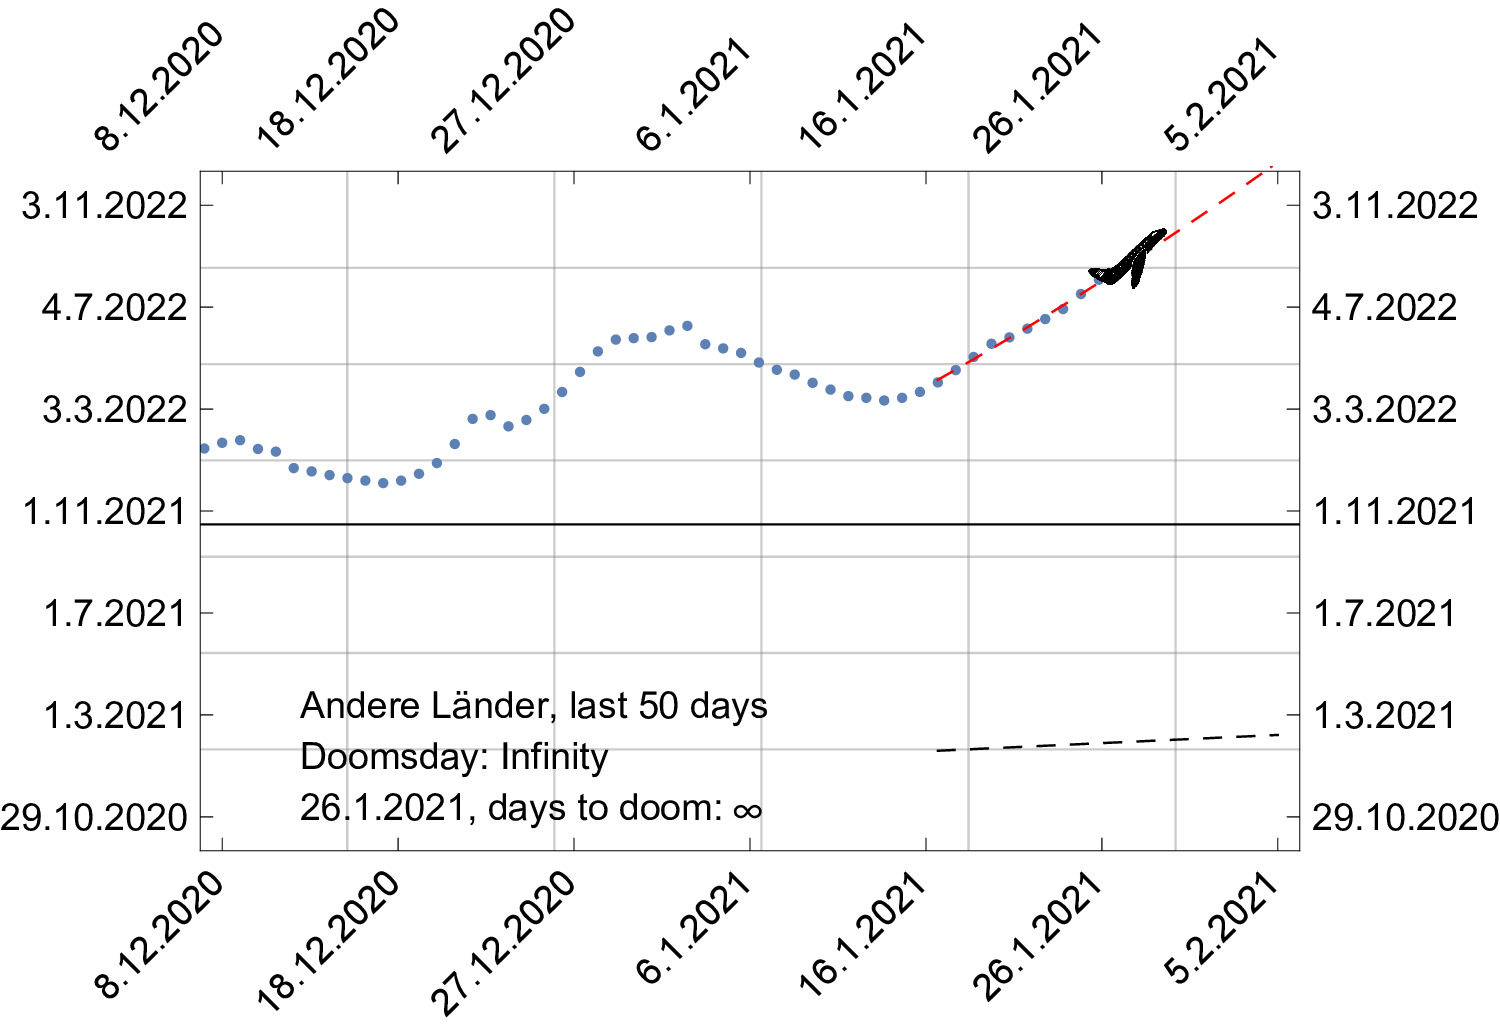 8.12.2020 18.12.2020 27.12.2020 6.1.2021 16.1.2021 26.1.2021 5.2.2021
3.11.2022 3.11.2022
4.7.2022 4.7.2022
3.3.2022 3.3.2022
1.11.2021 1.11.2021
1.7.2021 1.7.2021
Andere Länder, last 50 days
1.3.2021 1.3.2021
Doomsday: Infinity
26.1.2021, days to doom: ∞
29.10.2020 29.10.2020
8.12.2020 18.12.2020 27.12.2020 6.1.2021 16.1.2021 26.1.2021 5.2.2021